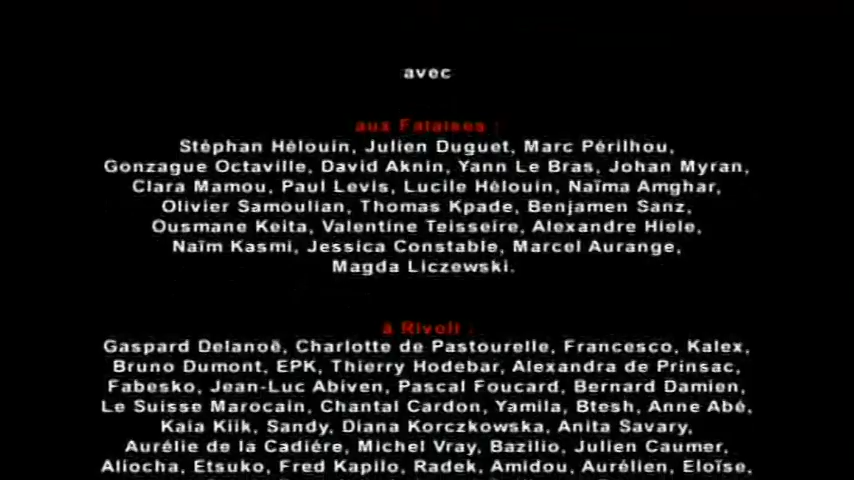 avec
aux Falaises :
Stéphan Hélouin, Julien Duguet, Marc Périlhou,
Gonzague Octaville, David Aknin, Yann Le Bras, Johan Myran,
Clara Mamou, Paul Levis, Lucile Hélouin, Naïma Amghar,
Olivier Samoulian, Thomas Kpade, Benjamen Sanz,
Ousmane Keita, Valentine Teisseire, Alexandre Hiele,
Naïm Kasmi, Jessica Constable, Marcel Aurange,
Magda Liczewski.
à Rivoli :
Gaspard Delanoë, Charlotte de Pastourelle, Francesco, Kalex,
Bruno Dumont, EPK, Thierry Hodebar, Alexandra de Prinsac,
Fabesko, Jean-Luc Abiven, Pascal Foucard, Bernard Damien,
Le Suisse Marocain, Chantal Cardon, Yamila, Btesh, Anne Abé,
Kaia Kiik, Sandy, Diana Korczkowska, Anita Savary,
Aurélie de la Cadiére, Michel Vray, Bazilio, Julien Caumer,
Aliocha, Etsuko, Fred Kapilo, Radek, Amidou, Aurélien, Eloïse,